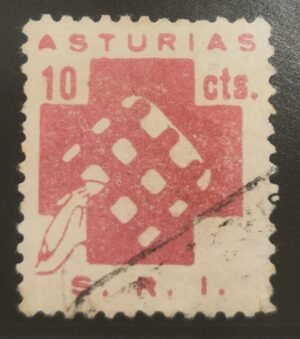 ASTURIAS
10 cts.
S. R. I.